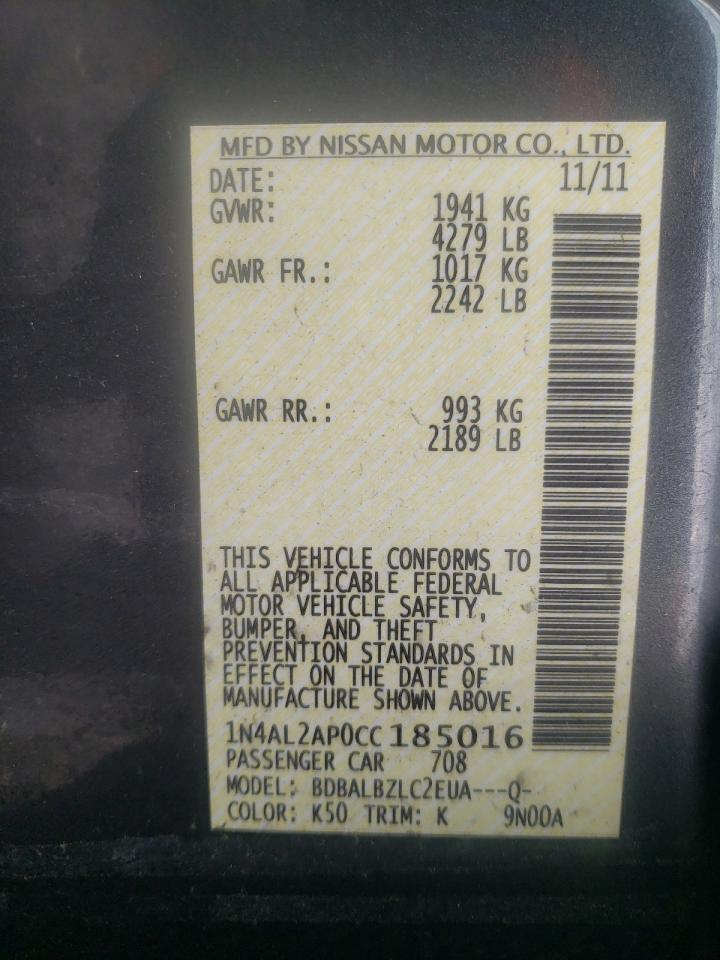 MFD BY NISSAN MOTOR CO., LTD.
DATE: 11/11
GVWR: 1941 KG
4279 LB
GAWR FR.: 1017 KG
2242 LB
GAWR RR.: 993 KG
2189 LB
THIS VEHICLE CONFORMS TO
ALL APPLICABLE FEDERAL
MOTOR VEHICLE SAFETY,
BUMPER, AND THEFT
PREVENTION STANDARDS IN
EFFECT ON THE DATE OF
MANUFACTURE SHOWN ABOVE.
1N4AL2AP0CC185016
PASSENGER CAR 708
MODEL: BDBALBZLC2EUA---Q-
COLOR: K50 TRIM: K 9N00A